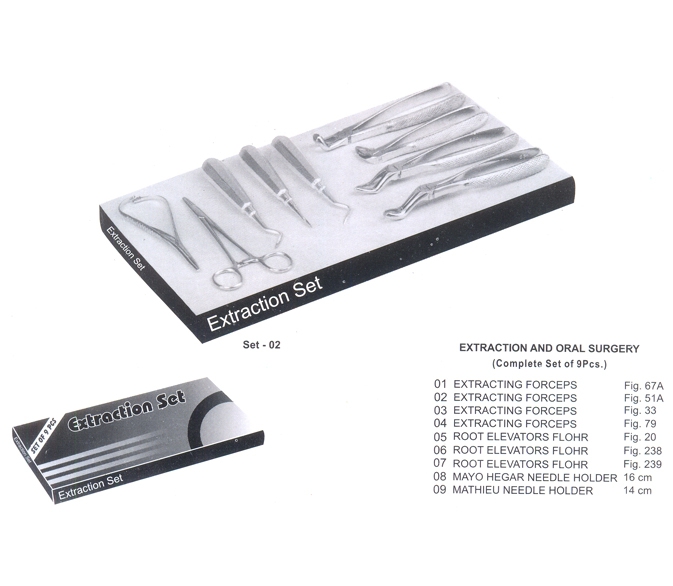 Extraction Set
Extraction Set
Set - 02
EXTRACTION AND ORAL SURGERY
(Complete Set of 9Pcs.)
01 EXTRACTING FORCEPS Fig. 67A
02 EXTRACTING FORCEPS Fig. 51A
03 EXTRACTING FORCEPS Fig. 33
04 EXTRACTING FORCEPS Fig. 79
05 ROOT ELEVATORS FLOHR Fig. 20
06 ROOT ELEVATORS FLOHR Fig. 238
07 ROOT ELEVATORS FLOHR Fig. 239
08 MAYO HEGAR NEEDLE HOLDER 16 cm
09 MATHIEU NEEDLE HOLDER 14 cm
Extraction Set
SET OF 9 PCS
Extraction Set